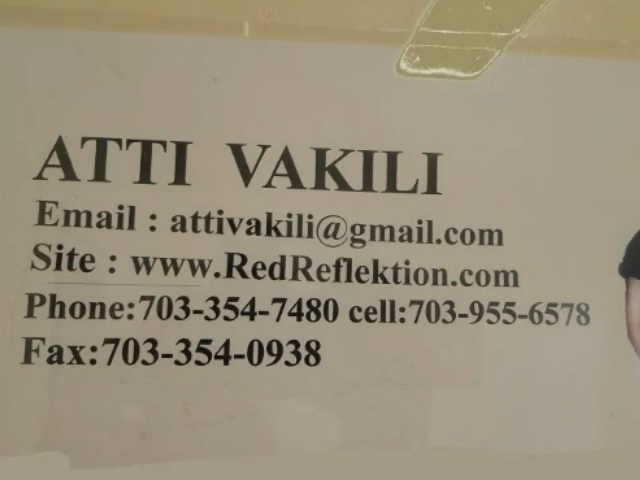 ATTI VAKILI
Email : attivakili@gmail.com
Site : www.RedReflektion.com
Phone:703-354-7480 cell:703-955-6578
Fax:703-354-0938